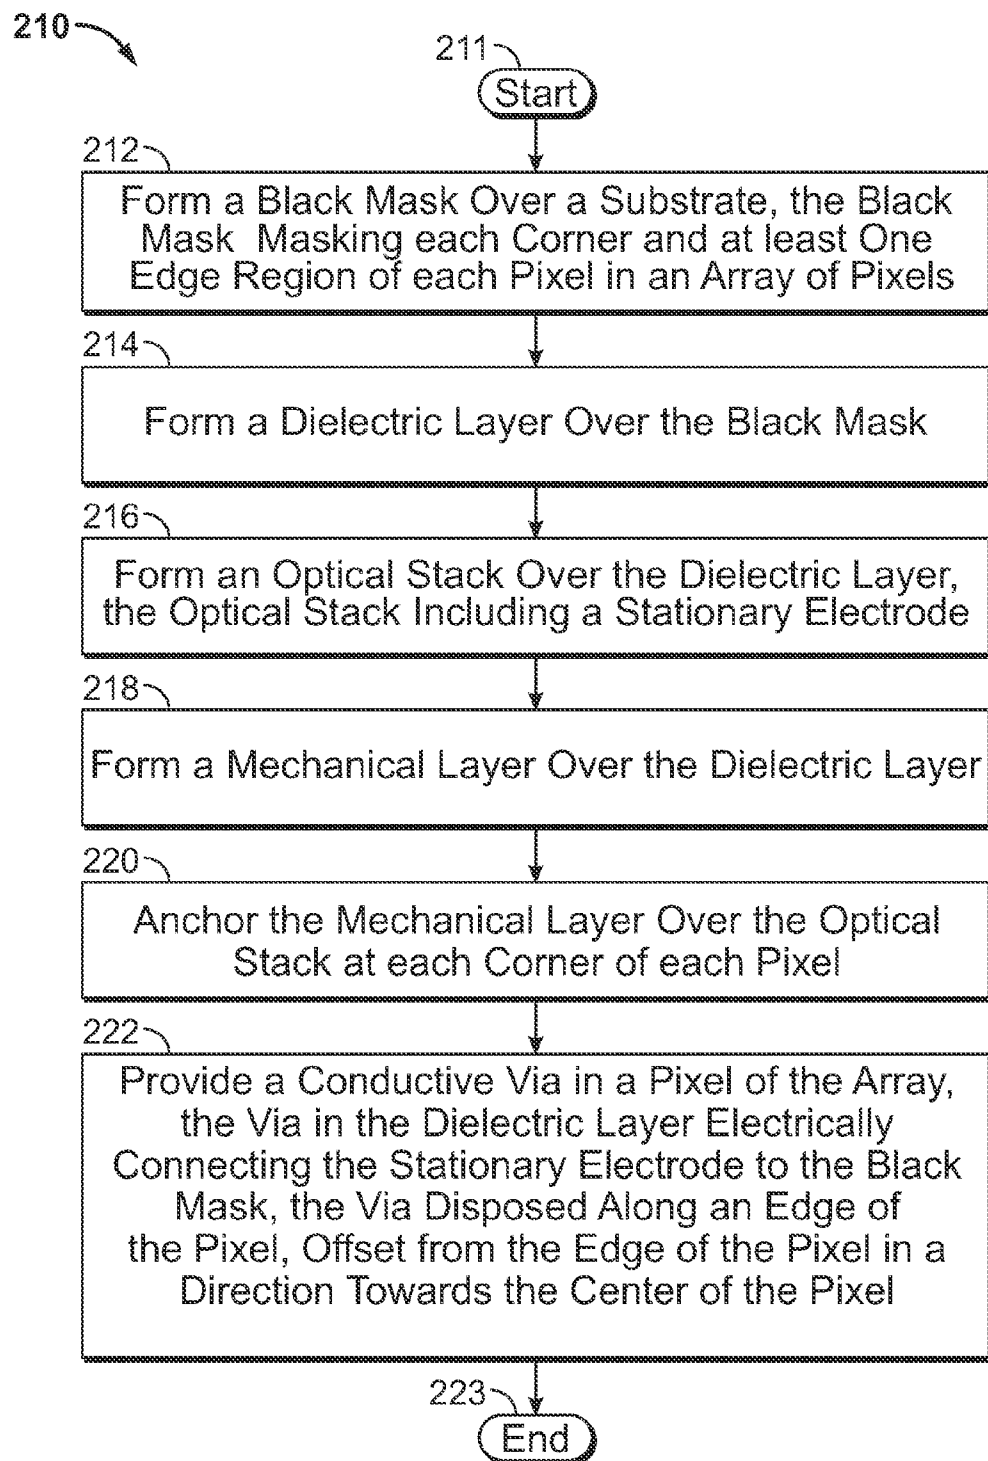 210
211
Start
212
Form a Black Mask Over a Substrate, the Black
Mask Masking each Corner and at least One
Edge Region of each Pixel in an Array of Pixels
214
Form a Dielectric Layer Over the Black Mask
216
Form an Optical Stack Over the Dielectric Layer,
the Optical Stack Including a Stationary Electrode
218
Form a Mechanical Layer Over the Dielectric Layer
220
Anchor the Mechanical Layer Over the Optical
Stack at each Corner of each Pixel
222
Provide a Conductive Via in a Pixel of the Array,
the Via in the Dielectric Layer Electrically
Connecting the Stationary Electrode to the Black
Mask, the Via Disposed Along an Edge of
the Pixel, Offset from the Edge of the Pixel in a
Direction Towards the Center of the Pixel
223
End